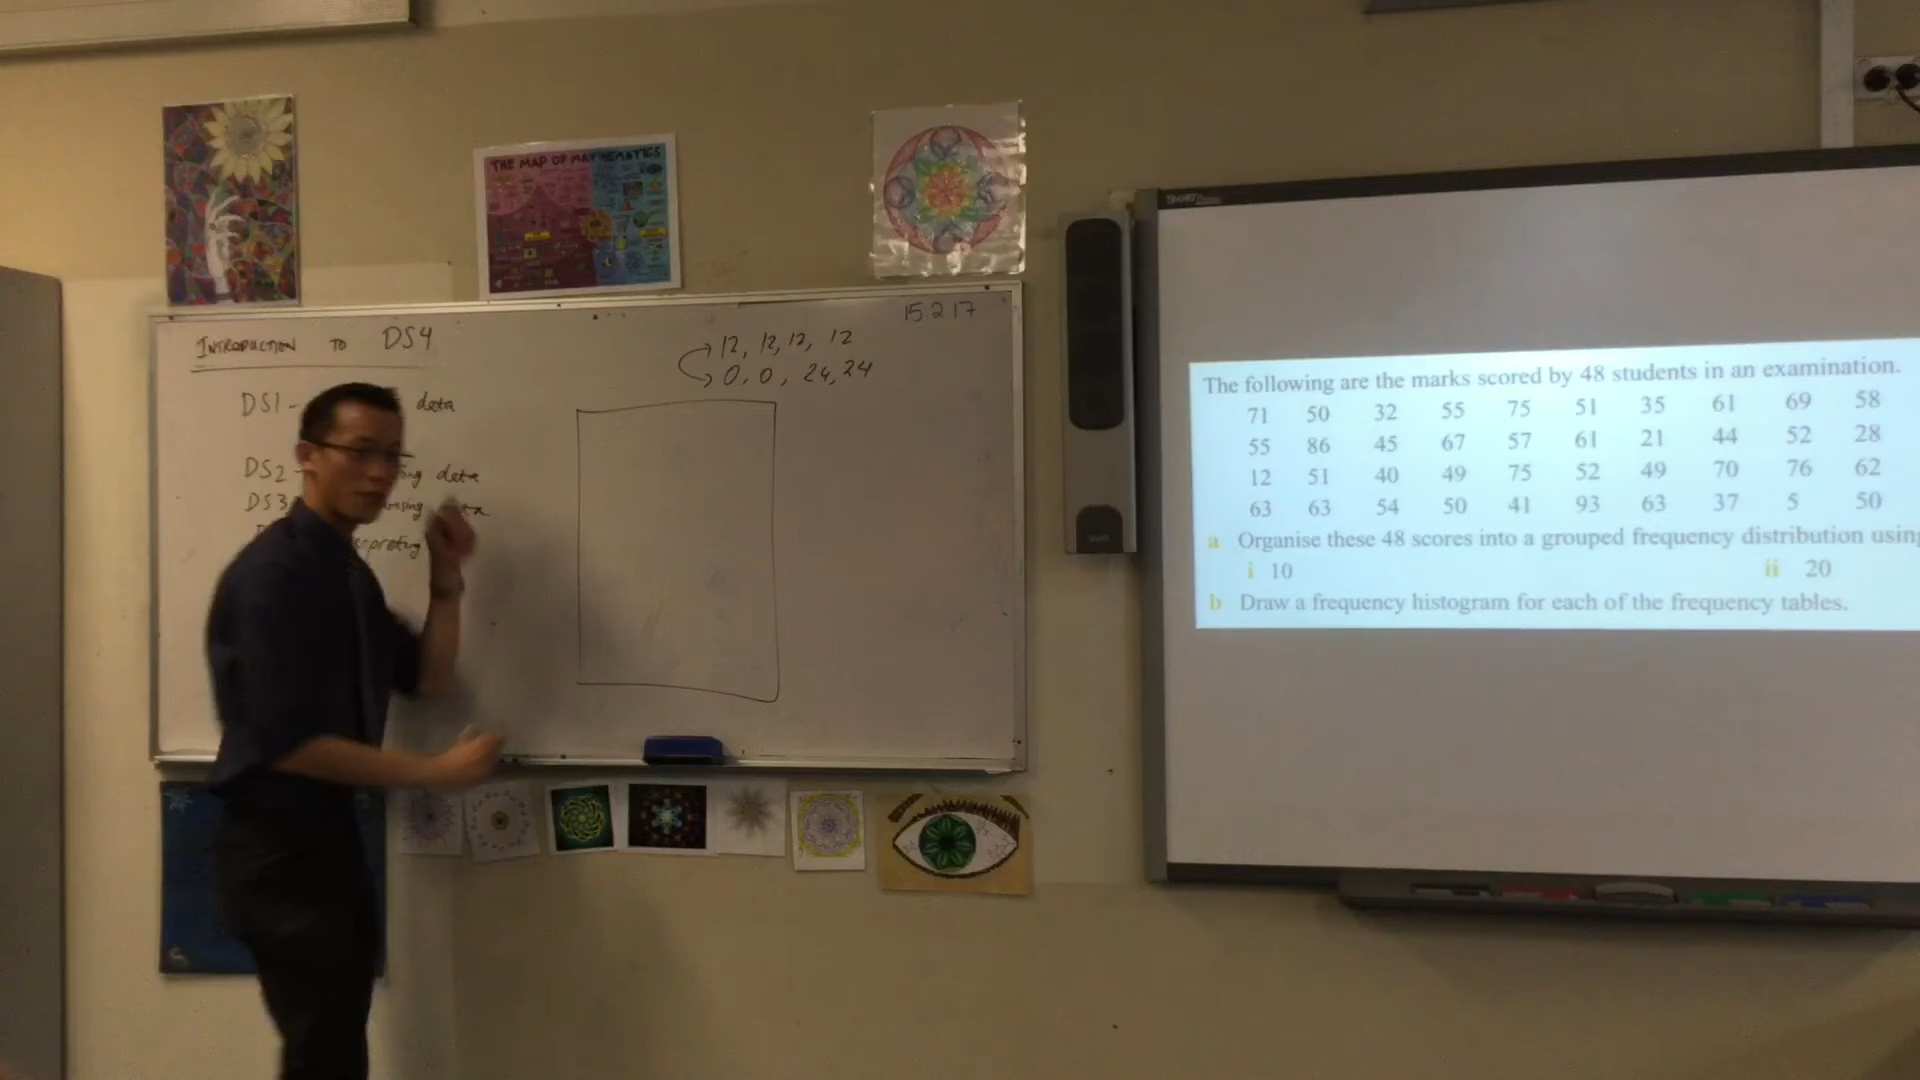 THE MAP OF MATHEMATICS
INTRODUCTION TO DS4
15.2.17
12, 12, 12, 12
0, 0, 24, 24
DS1 - data
DS2 - data
DS3
SMART
The following are the marks scored by 48 students in an examination.
71 50 32 55 75 51 35 61 69 58
55 86 45 67 57 61 21 44 52 28
12 51 40 49 75 52 49 70 76 62
63 63 54 50 41 93 63 37 5 50
a Organise these 48 scores into a grouped frequency distribution using
i 10 ii 20
b Draw a frequency histogram for each of the frequency tables.